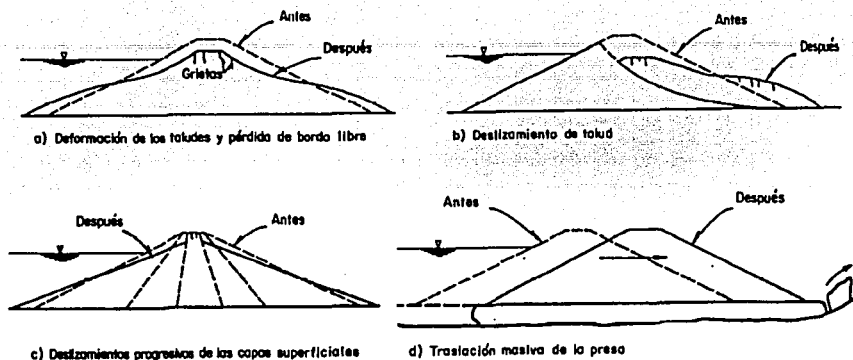 Antes
Después
Grietas
a) Deformación de los taludes y pérdida de bordo libre
Antes
Después
b) Deslizamiento de talud
Después
Antes
c) Deslizamientos progresivos de las capas superficiales
Antes
Después
d) Traslación masiva de la presa